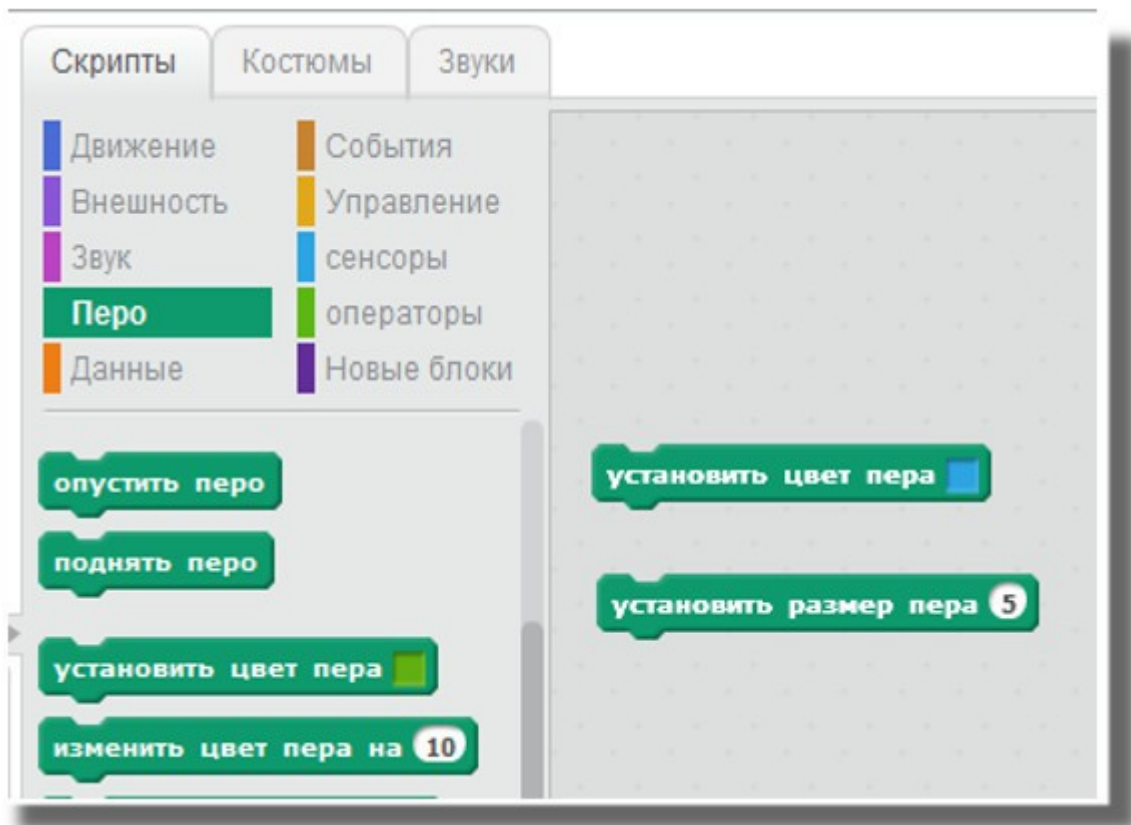 Скрипты Костюмы Звуки
Движение События
Внешность Управление
Звук сенсоры
Перо операторы
Данные Новые блоки
опустить перо
поднять перо
установить цвет пера
изменить цвет пера на 10
установить цвет пера
установить размер пера 5